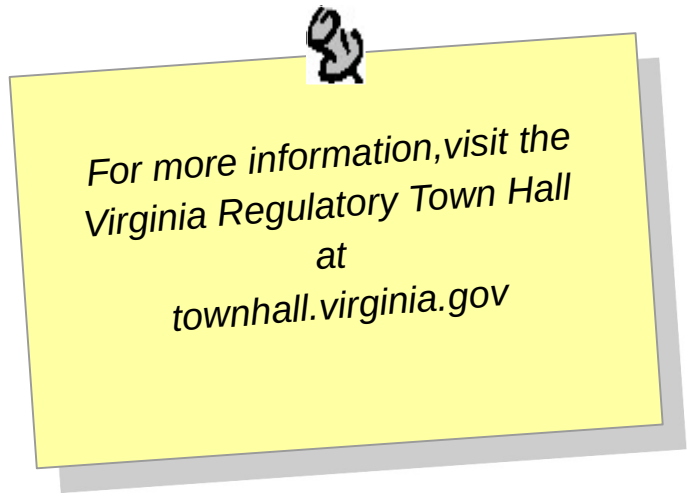 For more information,visit the
Virginia Regulatory Town Hall
at
townhall.virginia.gov